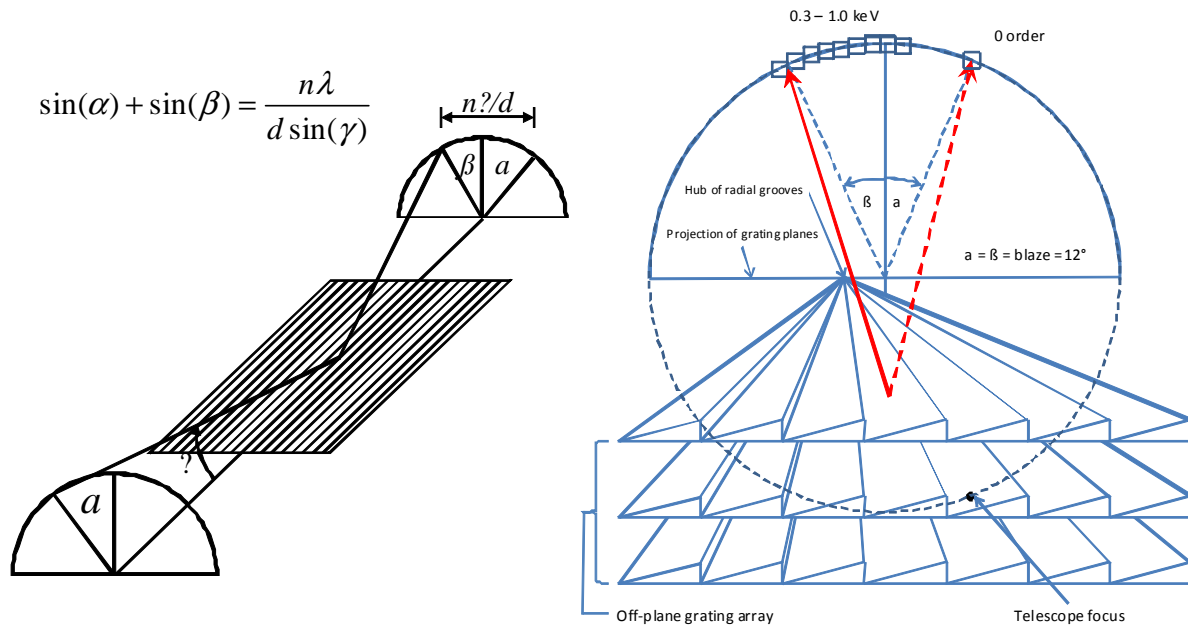 sin(α) + sin(β) = nλ / d sin(γ)
n?/d
β a
?
a
0.3 – 1.0 keV
0 order
Hub of radial grooves
ß a
Projection of grating planes
a = ß = blaze = 12°
Off-plane grating array
Telescope focus